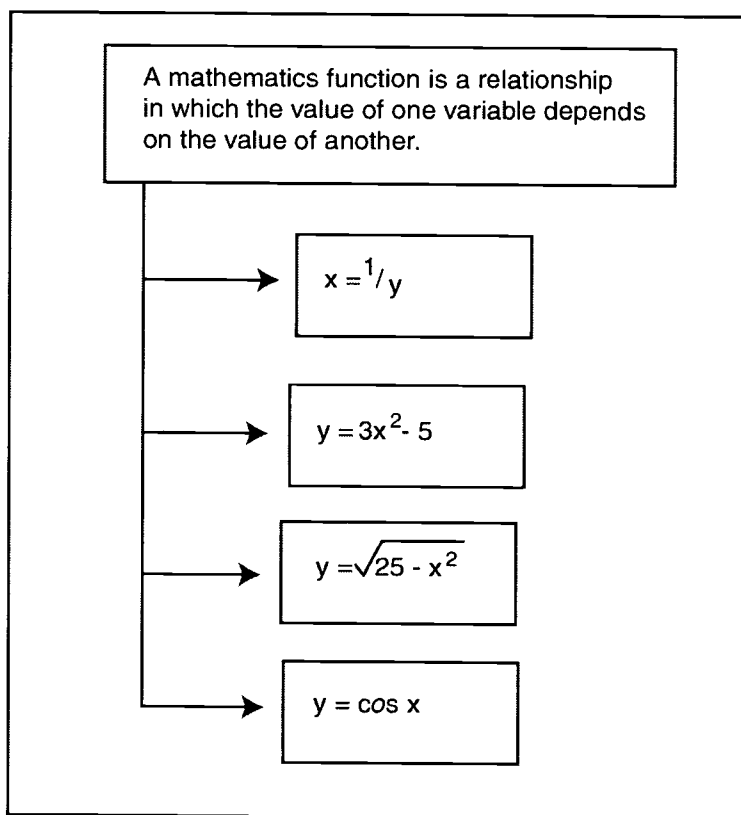 A mathematics function is a relationship
in which the value of one variable depends
on the value of another.
x = 1/y
y = 3x² - 5
y = √25 - x²
y = cos x